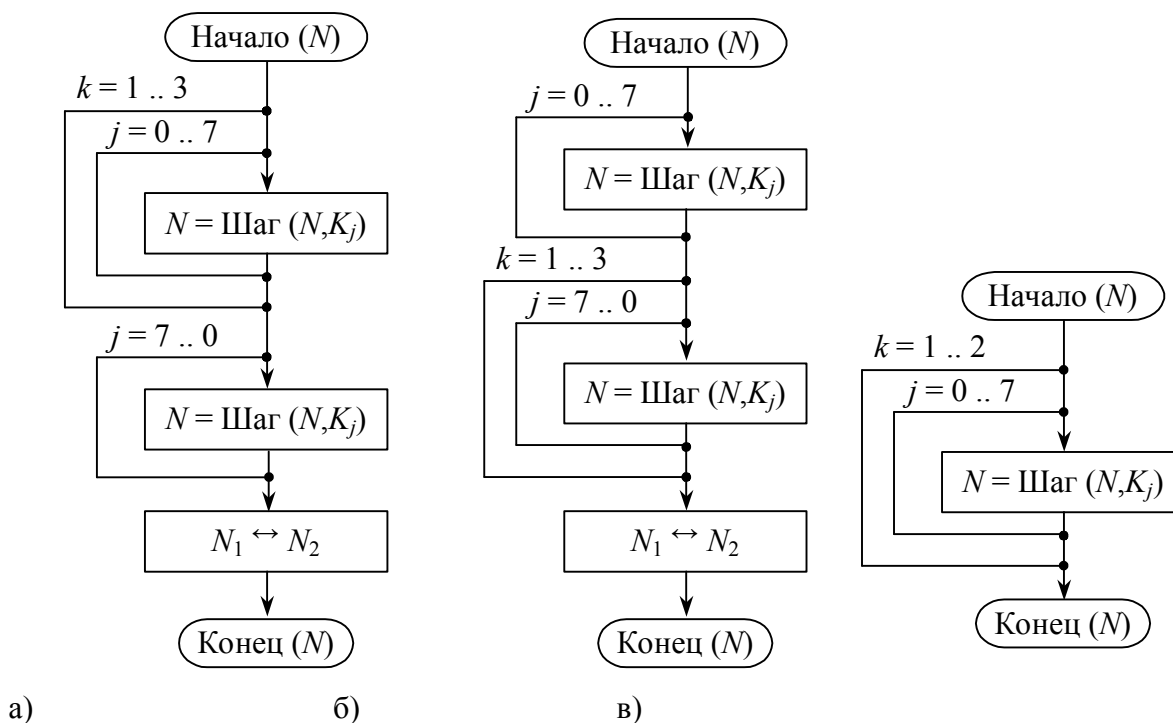 Начало (N)
k = 1 .. 3
j = 0 .. 7
N = Шаг (N,Kj)
j = 7 .. 0
N = Шаг (N,Kj)
N1 ↔ N2
Конец (N)
Начало (N)
j = 0 .. 7
N = Шаг (N,Kj)
k = 1 .. 3
j = 7 .. 0
N = Шаг (N,Kj)
N1 ↔ N2
Конец (N)
Начало (N)
k = 1 .. 2
j = 0 .. 7
N = Шаг (N,Kj)
Конец (N)
а) б) в)